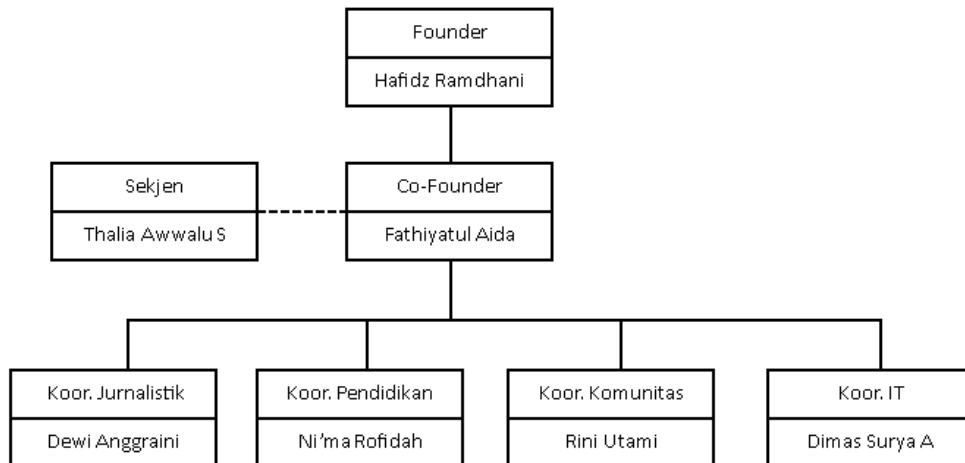 Founder
Hafidz Ramdhani
Sekjen
Thalia Awwalu S
Co-Founder
Fathiyatul Aida
Koor. Jurnalistik
Dewi Anggraini
Koor. Pendidikan
Ni'ma Rofidah
Koor. Komunitas
Rini Utami
Koor. IT
Dimas Surya A